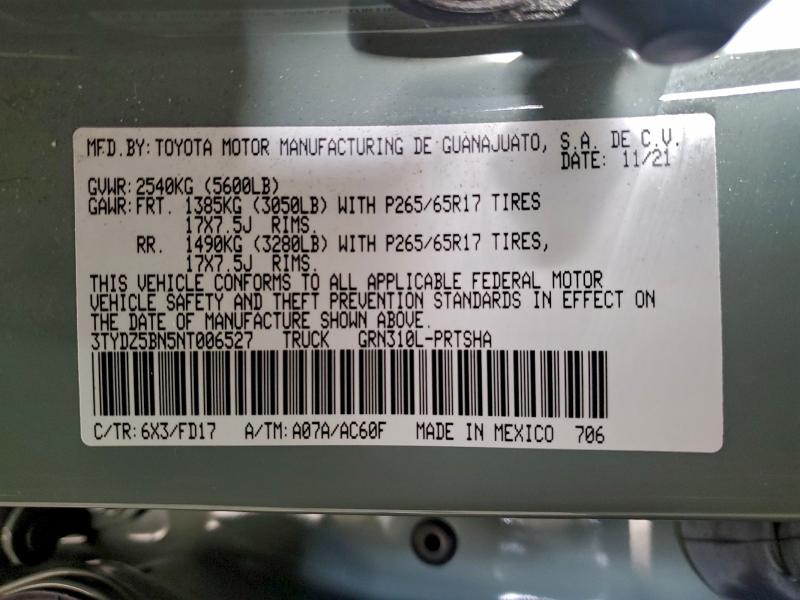 MFD.BY: TOYOTA MOTOR MANUFACTURING DE GUANAJUATO, S.A. DE C.V.
DATE: 11/21
GVWR: 2540KG (5600LB)
GAWR: FRT. 1385KG (3050LB) WITH P265/65R17 TIRES
17X7.5J RIMS.
RR. 1490KG (3280LB) WITH P265/65R17 TIRES,
17X7.5J RIMS.
THIS VEHICLE CONFORMS TO ALL APPLICABLE FEDERAL MOTOR
VEHICLE SAFETY AND THEFT PREVENTION STANDARDS IN EFFECT ON
THE DATE OF MANUFACTURE SHOWN ABOVE.
3TYDZ5BN5NT006527 TRUCK GRN310L-PRTSHA
C/TR: 6X3/FD17 A/TM: A07A/AC60F MADE IN MEXICO 706